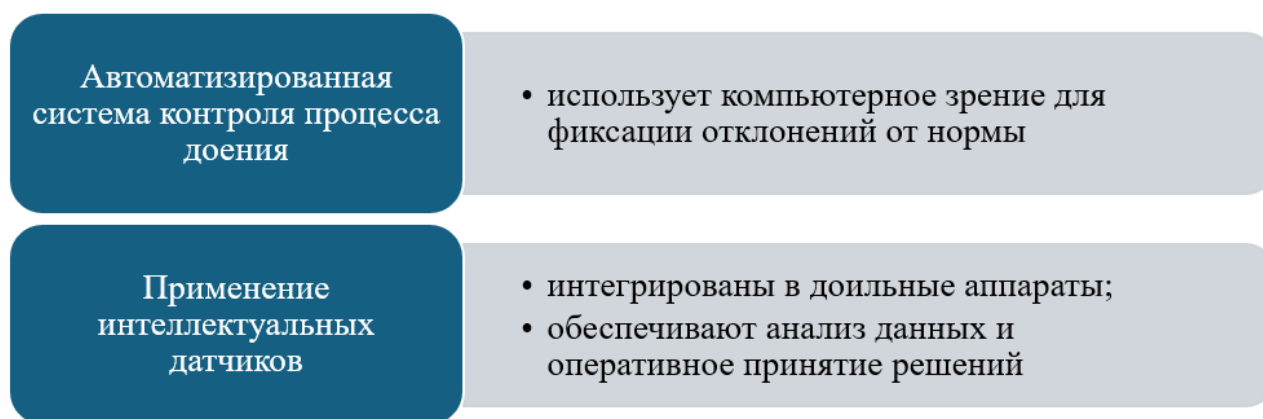 Автоматизированная
система контроля процесса
доения
• использует компьютерное зрение для
фиксации отклонений от нормы
Применение
интеллектуальных
датчиков
• интегрированы в доильные аппараты;
• обеспечивают анализ данных и
оперативное принятие решений